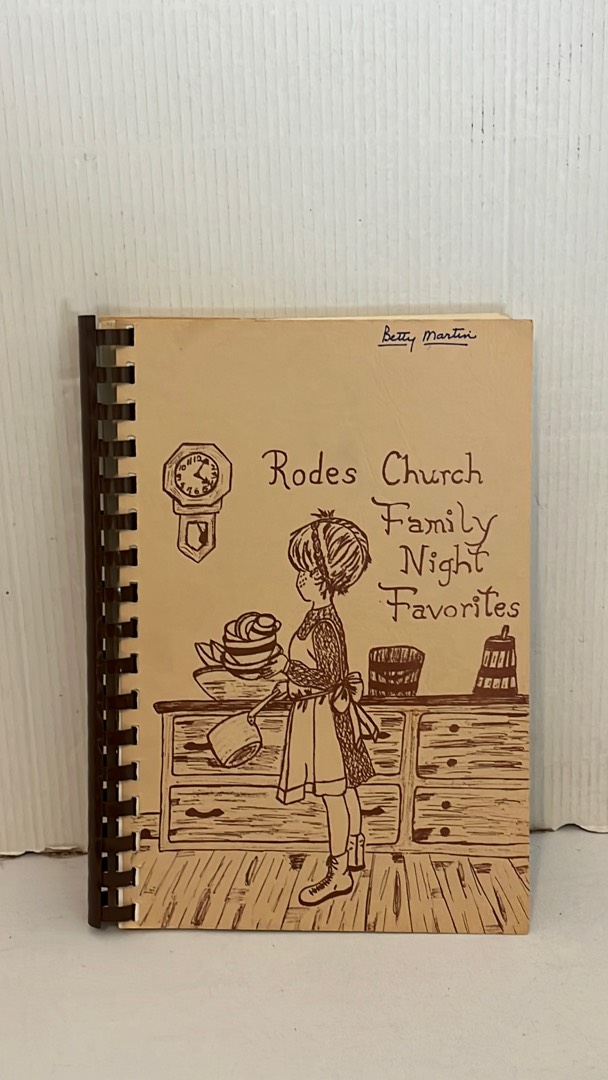 Betty Martin
Rodes Church
Family
Night
Favorites